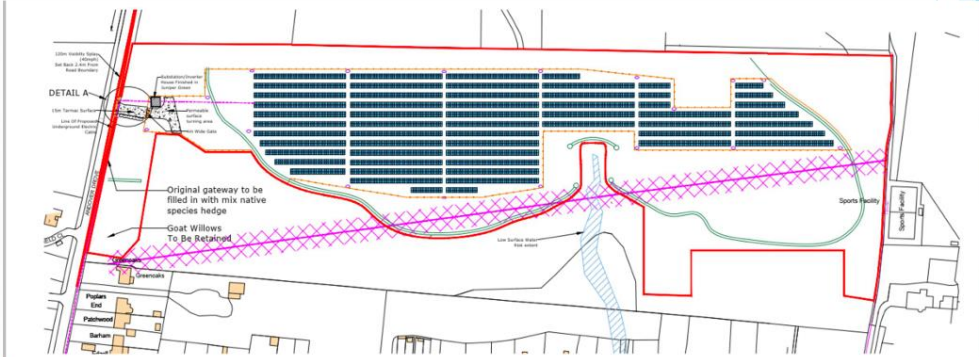 120m Visibility Splay
(40mph)
Set Back 2.4m From
Road Boundary
DETAIL A
Substation/Inverter
House Finished in
Juniper Green
15m Tarmac Surface
Permeable
surface
turning area
Line Of Proposed
Underground Electric
Cable
4m Wide Gate
Original gateway to be
filled in with mix native
species hedge
Goat Willows
To Be Retained
Low Surface Water
Sports Facility
Sports Facility
Greenoaks
Poplars
End
Patchwood
Barham